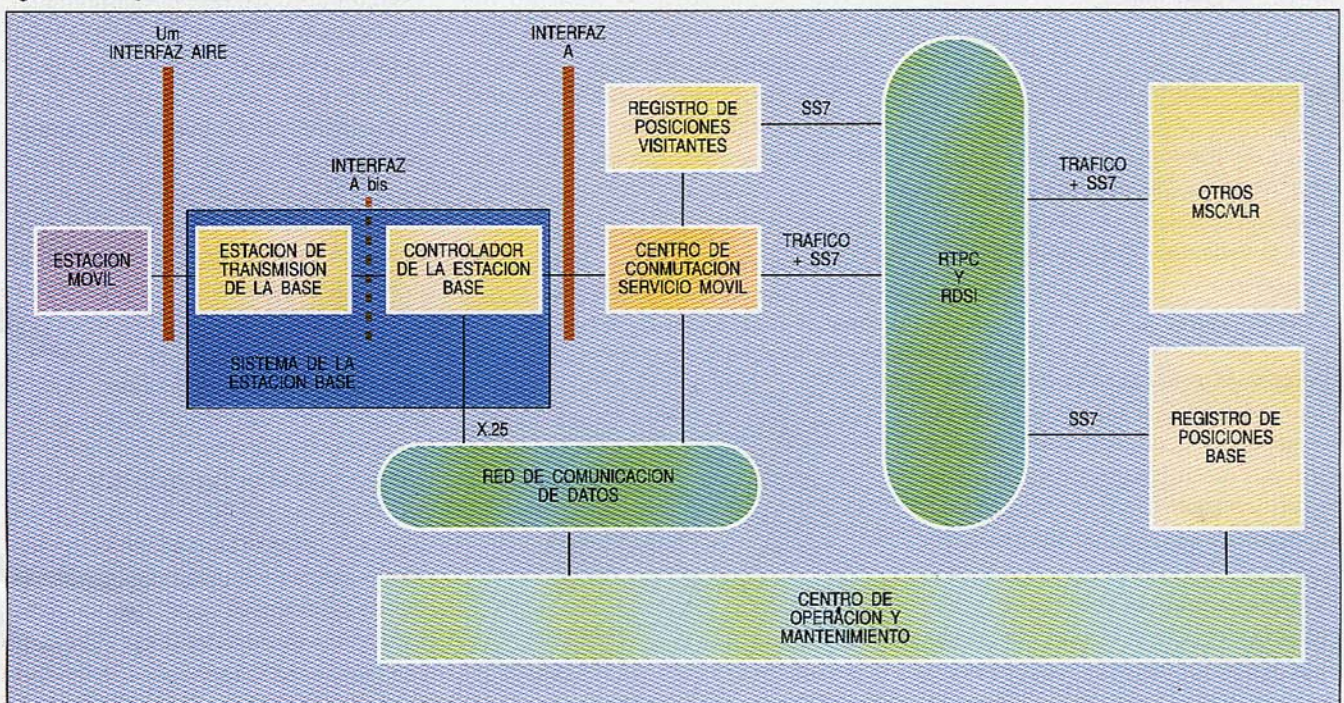 Um
INTERFAZ AIRE
INTERFAZ
A
REGISTRO DE
POSICIONES
VISITANTES
SS7
INTERFAZ
A bis
TRAFICO
+ SS7
OTROS
MSC/VLR
ESTACION
MOVIL
ESTACION DE
TRANSMISION
DE LA BASE
CONTROLADOR
DE LA ESTACION
BASE
CENTRO DE
CONMUTACION
SERVICIO MOVIL
TRAFICO
+ SS7
RTPC
Y
RDSI
SISTEMA DE LA
ESTACION BASE
X.25
SS7
REGISTRO DE
POSICIONES
BASE
RED DE COMUNICACION
DE DATOS
CENTRO DE
OPERACION Y
MANTENIMIENTO